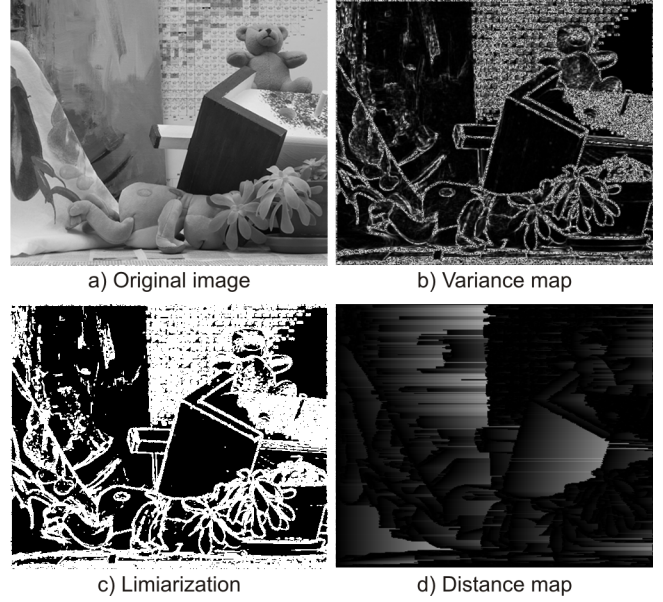 a) Original image
b) Variance map
c) Limiarization
d) Distance map